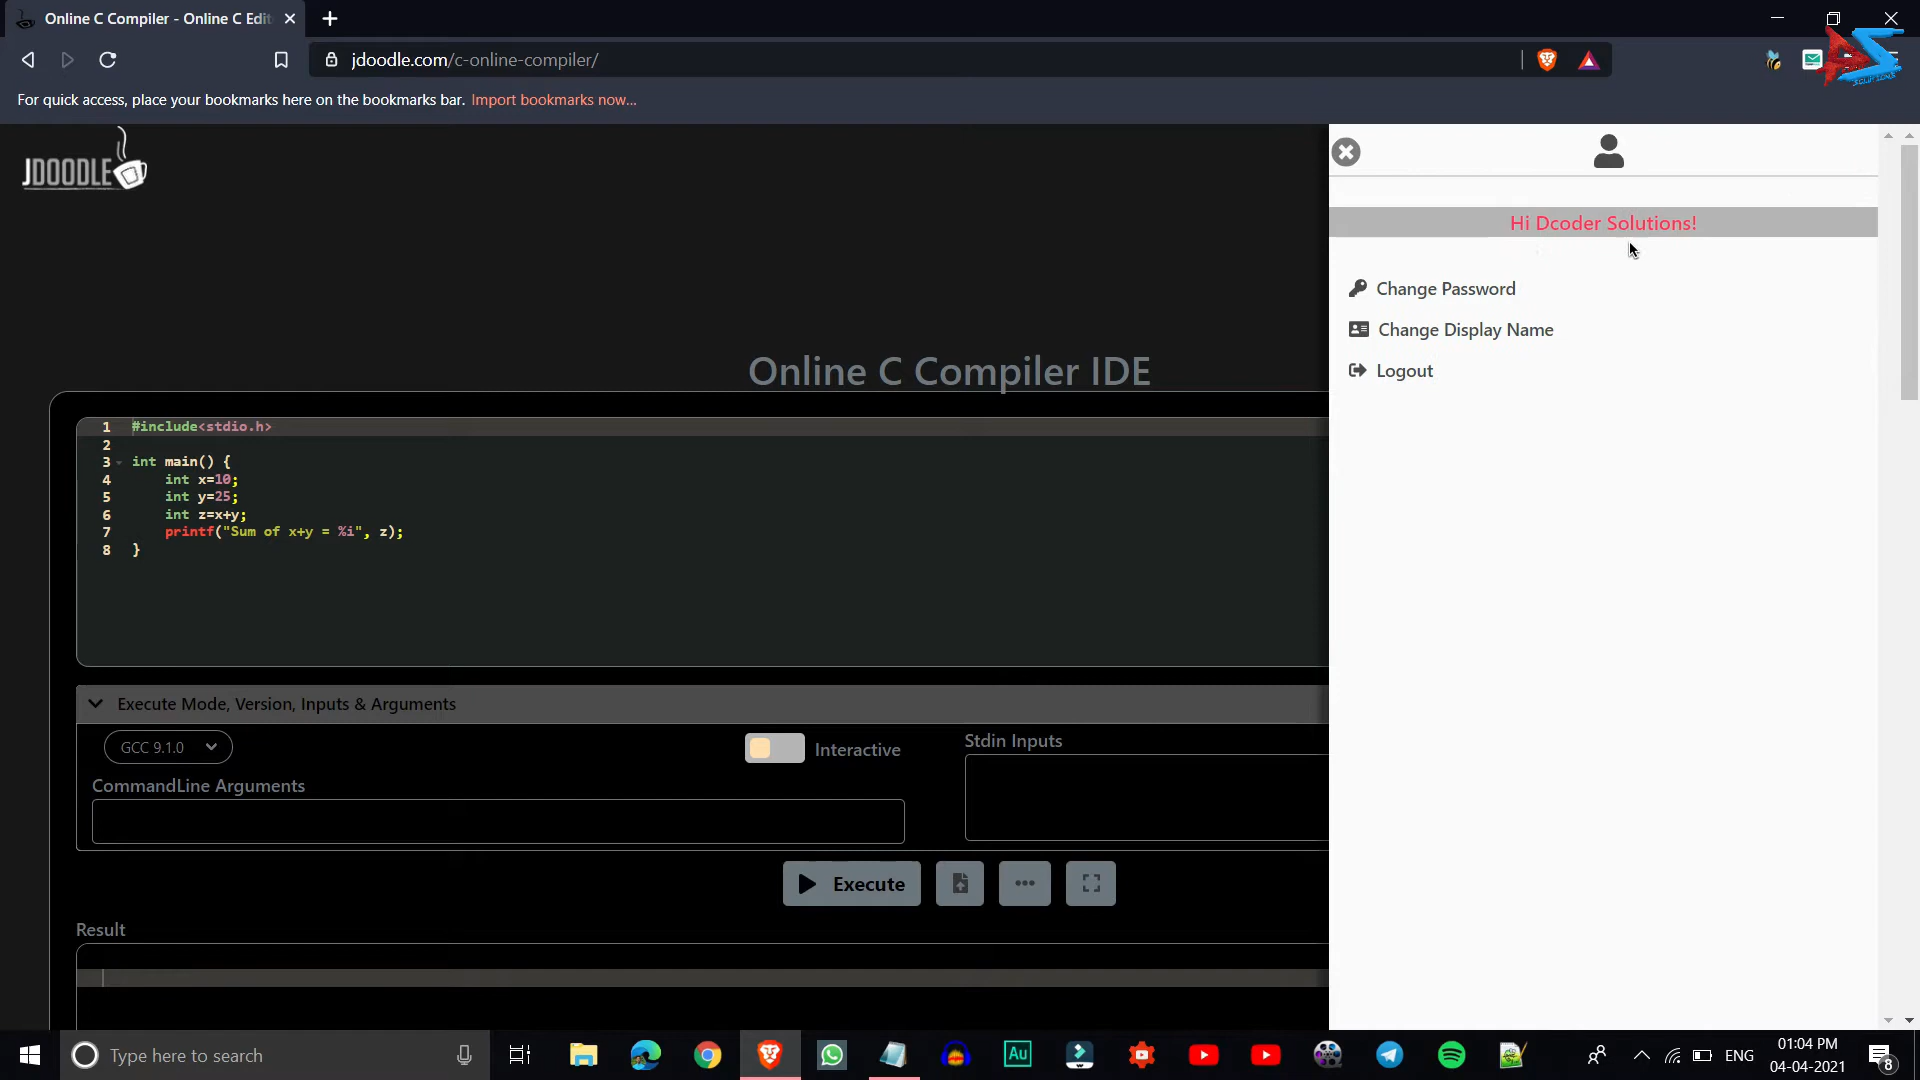 Online C Compiler - Online C Edit
jdoodle.com/c-online-compiler/
For quick access, place your bookmarks here on the bookmarks bar. Import bookmarks now...
JDOODLE
SOLUTIONS
Hi Dcoder Solutions!
Change Password
Change Display Name
Logout
Online C Compiler IDE
1 #include<stdio.h>
2
3 int main() {
4 int x=10;
5 int y=25;
6 int z=x+y;
7 printf("Sum of x+y = %i", z);
8 }
Execute Mode, Version, Inputs & Arguments
GCC 9.1.0
Interactive
Stdin Inputs
CommandLine Arguments
Execute
Result
Type here to search
Au
ENG
01:04 PM
04-04-2021
8